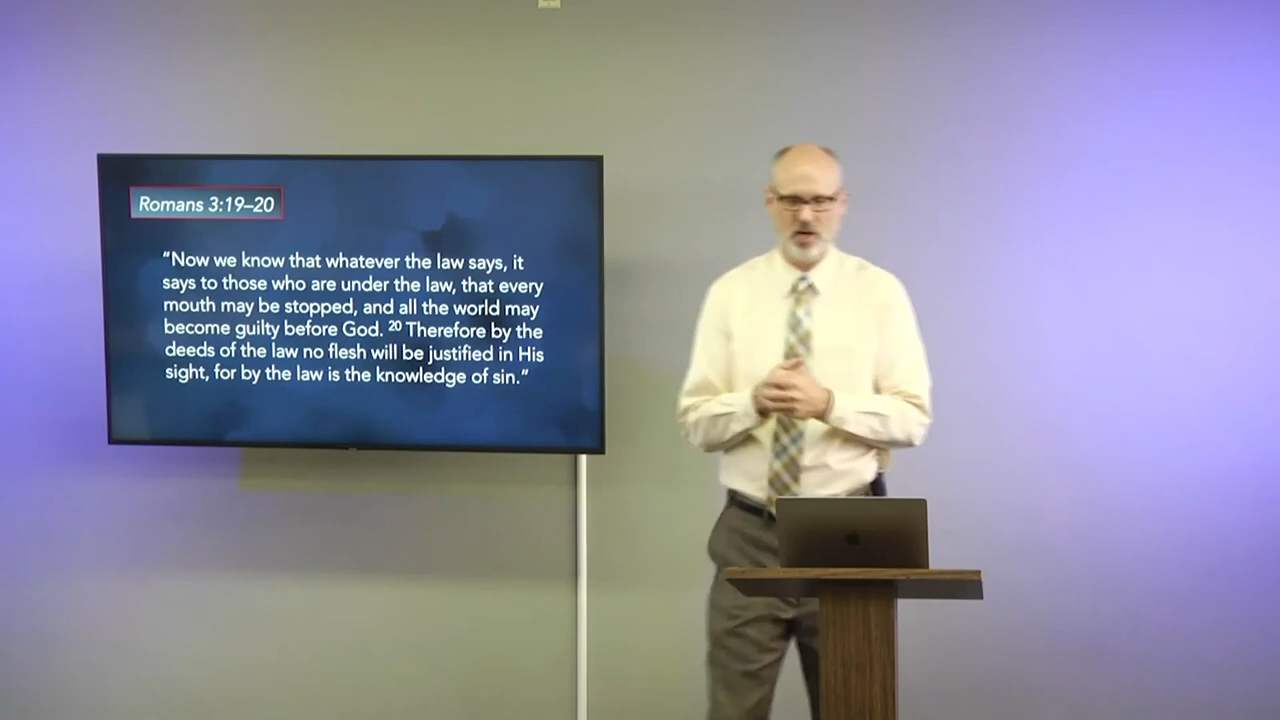 Romans 3:19–20
“Now we know that whatever the law says, it
says to those who are under the law, that every
mouth may be stopped, and all the world may
become guilty before God. ²⁰ Therefore by the
deeds of the law no flesh will be justified in His
sight, for by the law is the knowledge of sin.”